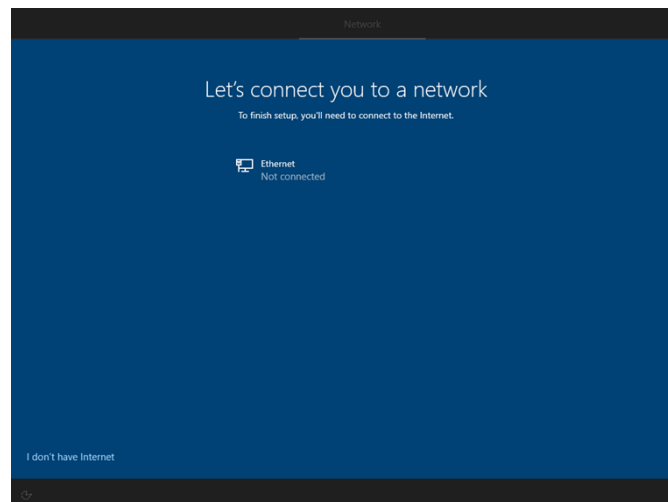 Network
Let's connect you to a network
To finish setup, you'll need to connect to the Internet.
Ethernet
Not connected
I don't have Internet